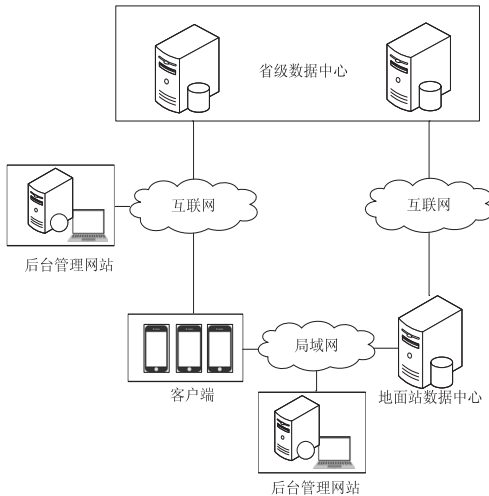 省级数据中心
互联网
互联网
后台管理网站
局域网
客户端
地面站数据中心
后台管理网站